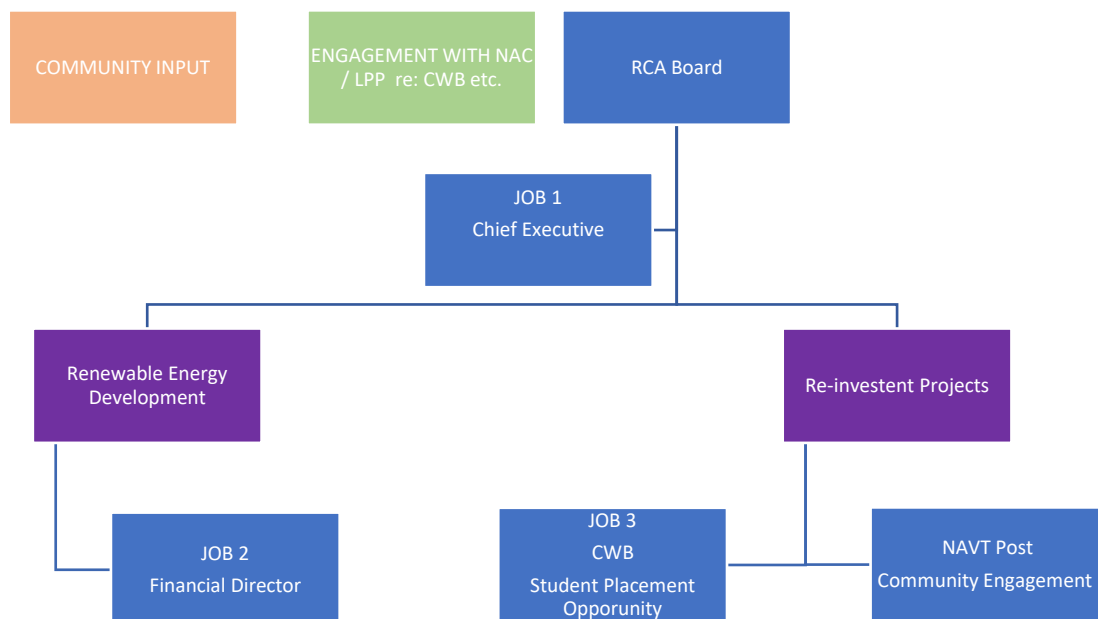 COMMUNITY INPUT
ENGAGEMENT WITH NAC
/ LPP re: CWB etc.
RCA Board
JOB 1
Chief Executive
Renewable Energy
Development
Re-investent Projects
JOB 2
Financial Director
JOB 3
CWB
Student Placement
Opporunity
NAVT Post
Community Engagement